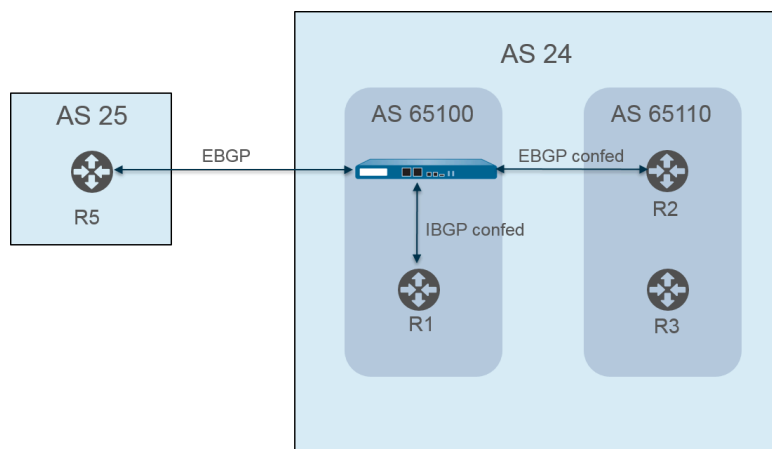 AS 24
AS 25
AS 65100
AS 65110
EBGP
EBGP confed
R5
R2
IBGP confed
R1
R3